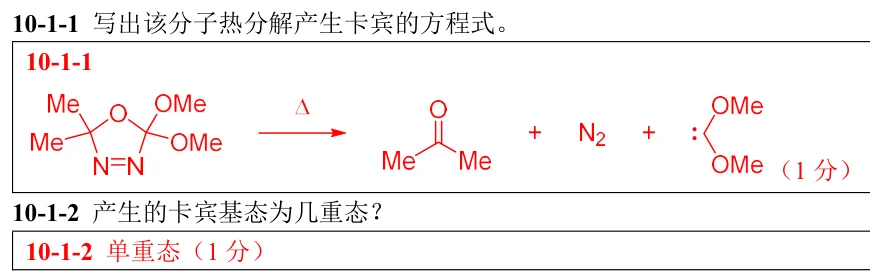 10-1-1 写出该分子热分解产生卡宾的方程式。
10-1-1
Me O OMe Δ O OMe
Me OMe + N2 + :
N=N Me Me OMe (1 分)
10-1-2 产生的卡宾基态为几重态?
10-1-2 单重态(1 分)